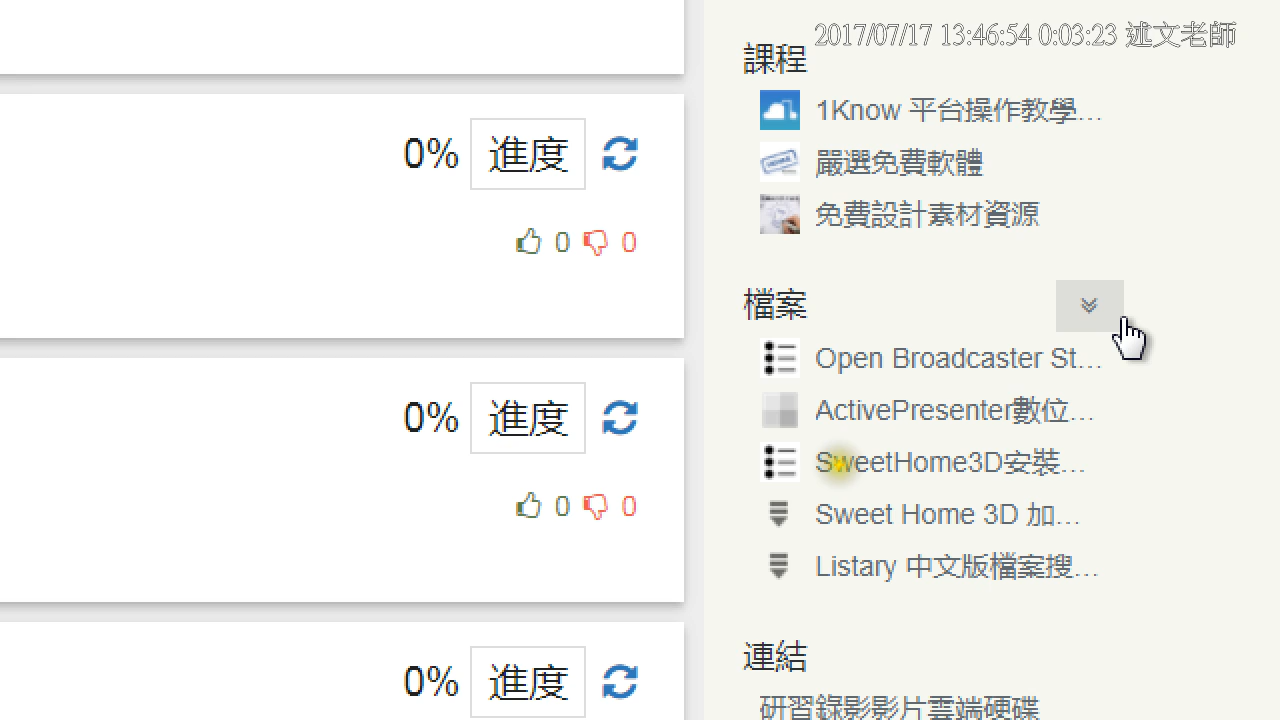 2017/07/17 13:46:54 0:03:23 述文老師
課程
1Know 平台操作教學...
嚴選免費軟體
免費設計素材資源
檔案
Open Broadcaster St...
ActivePresenter數位...
SweetHome3D安裝...
Sweet Home 3D 加...
Listary 中文版檔案搜...
連結
研習錄影影片雲端硬碟
0% 進度
0 0
0% 進度
0 0
0% 進度